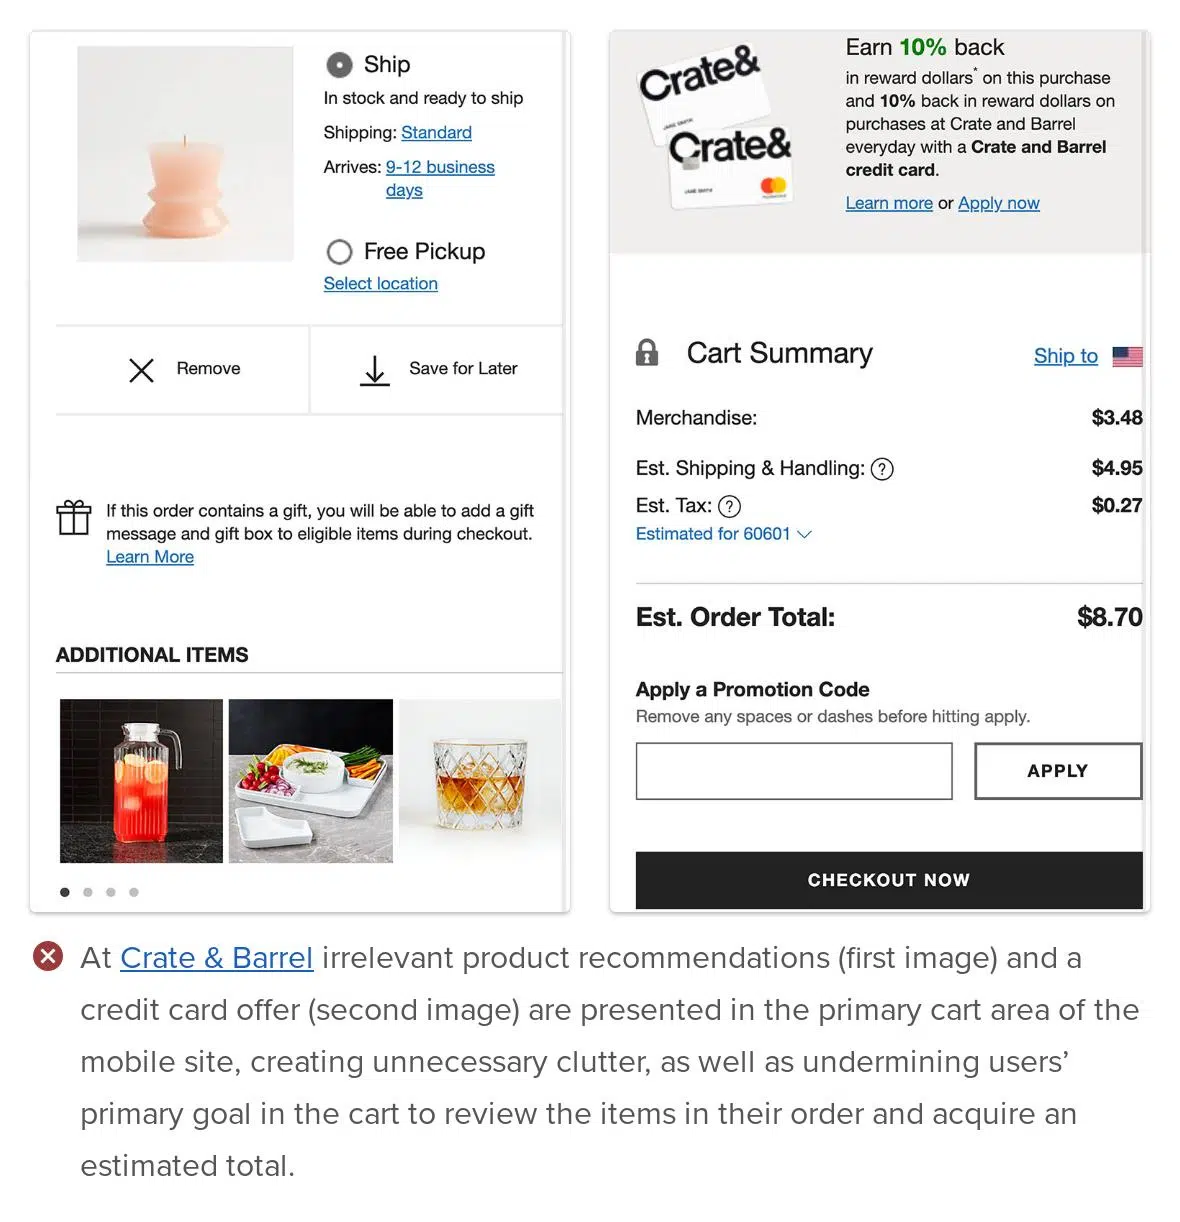 Ship
In stock and ready to ship
Shipping: Standard
Arrives: 9-12 business
days
Free Pickup
Select location
Remove
Save for Later
If this order contains a gift, you will be able to add a gift
message and gift box to eligible items during checkout.
Learn More
ADDITIONAL ITEMS
Crate&
JANE SMITH
Crate&
JANE SMITH
Earn 10% back
in reward dollars* on this purchase
and 10% back in reward dollars on
purchases at Crate and Barrel
everyday with a Crate and Barrel
credit card.
Learn more or Apply now
Cart Summary
Ship to
Merchandise: $3.48
Est. Shipping & Handling: ? $4.95
Est. Tax: ? $0.27
Estimated for 60601
Est. Order Total: $8.70
Apply a Promotion Code
Remove any spaces or dashes before hitting apply.
APPLY
CHECKOUT NOW
At Crate & Barrel irrelevant product recommendations (first image) and a
credit card offer (second image) are presented in the primary cart area of the
mobile site, creating unnecessary clutter, as well as undermining users’
primary goal in the cart to review the items in their order and acquire an
estimated total.